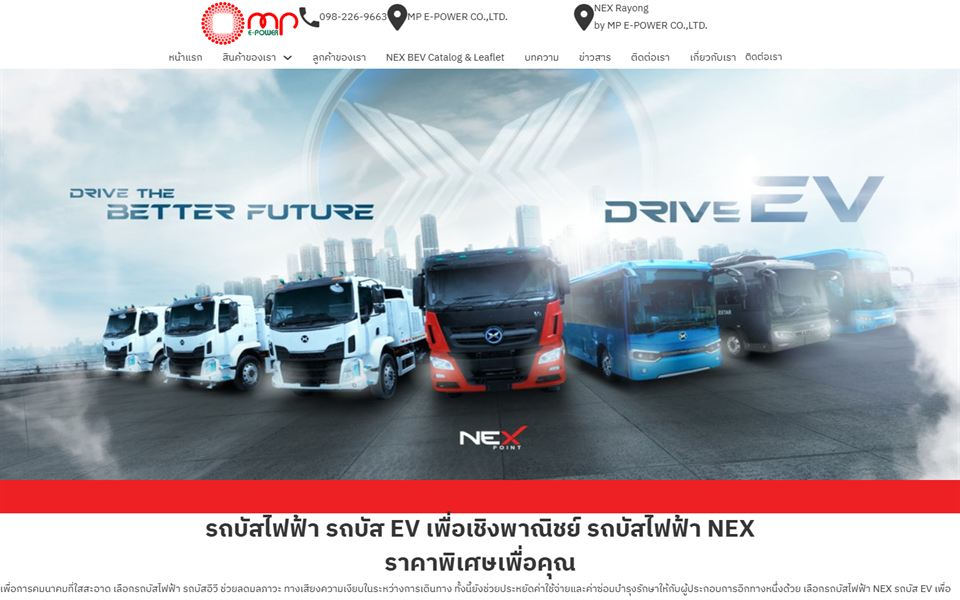 mp
E-POWER
098-226-9663
MP E-POWER CO.,LTD.
NEX Rayong
by MP E-POWER CO.,LTD.
หน้าแรก
สินค้าของเรา
ลูกค้าของเรา
NEX BEV Catalog & Leaflet
บทความ
ข่าวสาร
ติดต่อเรา
เกี่ยวกับเรา
ติดต่อเรา
DRIVE THE
BETTER FUTURE
DRIVE EV
NEX
POINT
รถบัสไฟฟ้า รถบัส EV เพื่อเชิงพาณิชย์ รถบัสไฟฟ้า NEX
ราคาพิเศษเพื่อคุณ
เพื่อการคมนาคมที่ใสสะอาด เลือกรถบัสไฟฟ้า รถบัสอีวี ช่วยลดมลภาวะ ทางเสียงความเงียบในระหว่างการเดินทาง ทั้งนี้ยังช่วยประหยัดค่าใช้จ่ายและค่าซ่อมบำรุงรักษาให้กับผู้ประกอบการอีกทางหนึ่งด้วย เลือกรถบัสไฟฟ้า NEX รถบัส EV เพื่อ